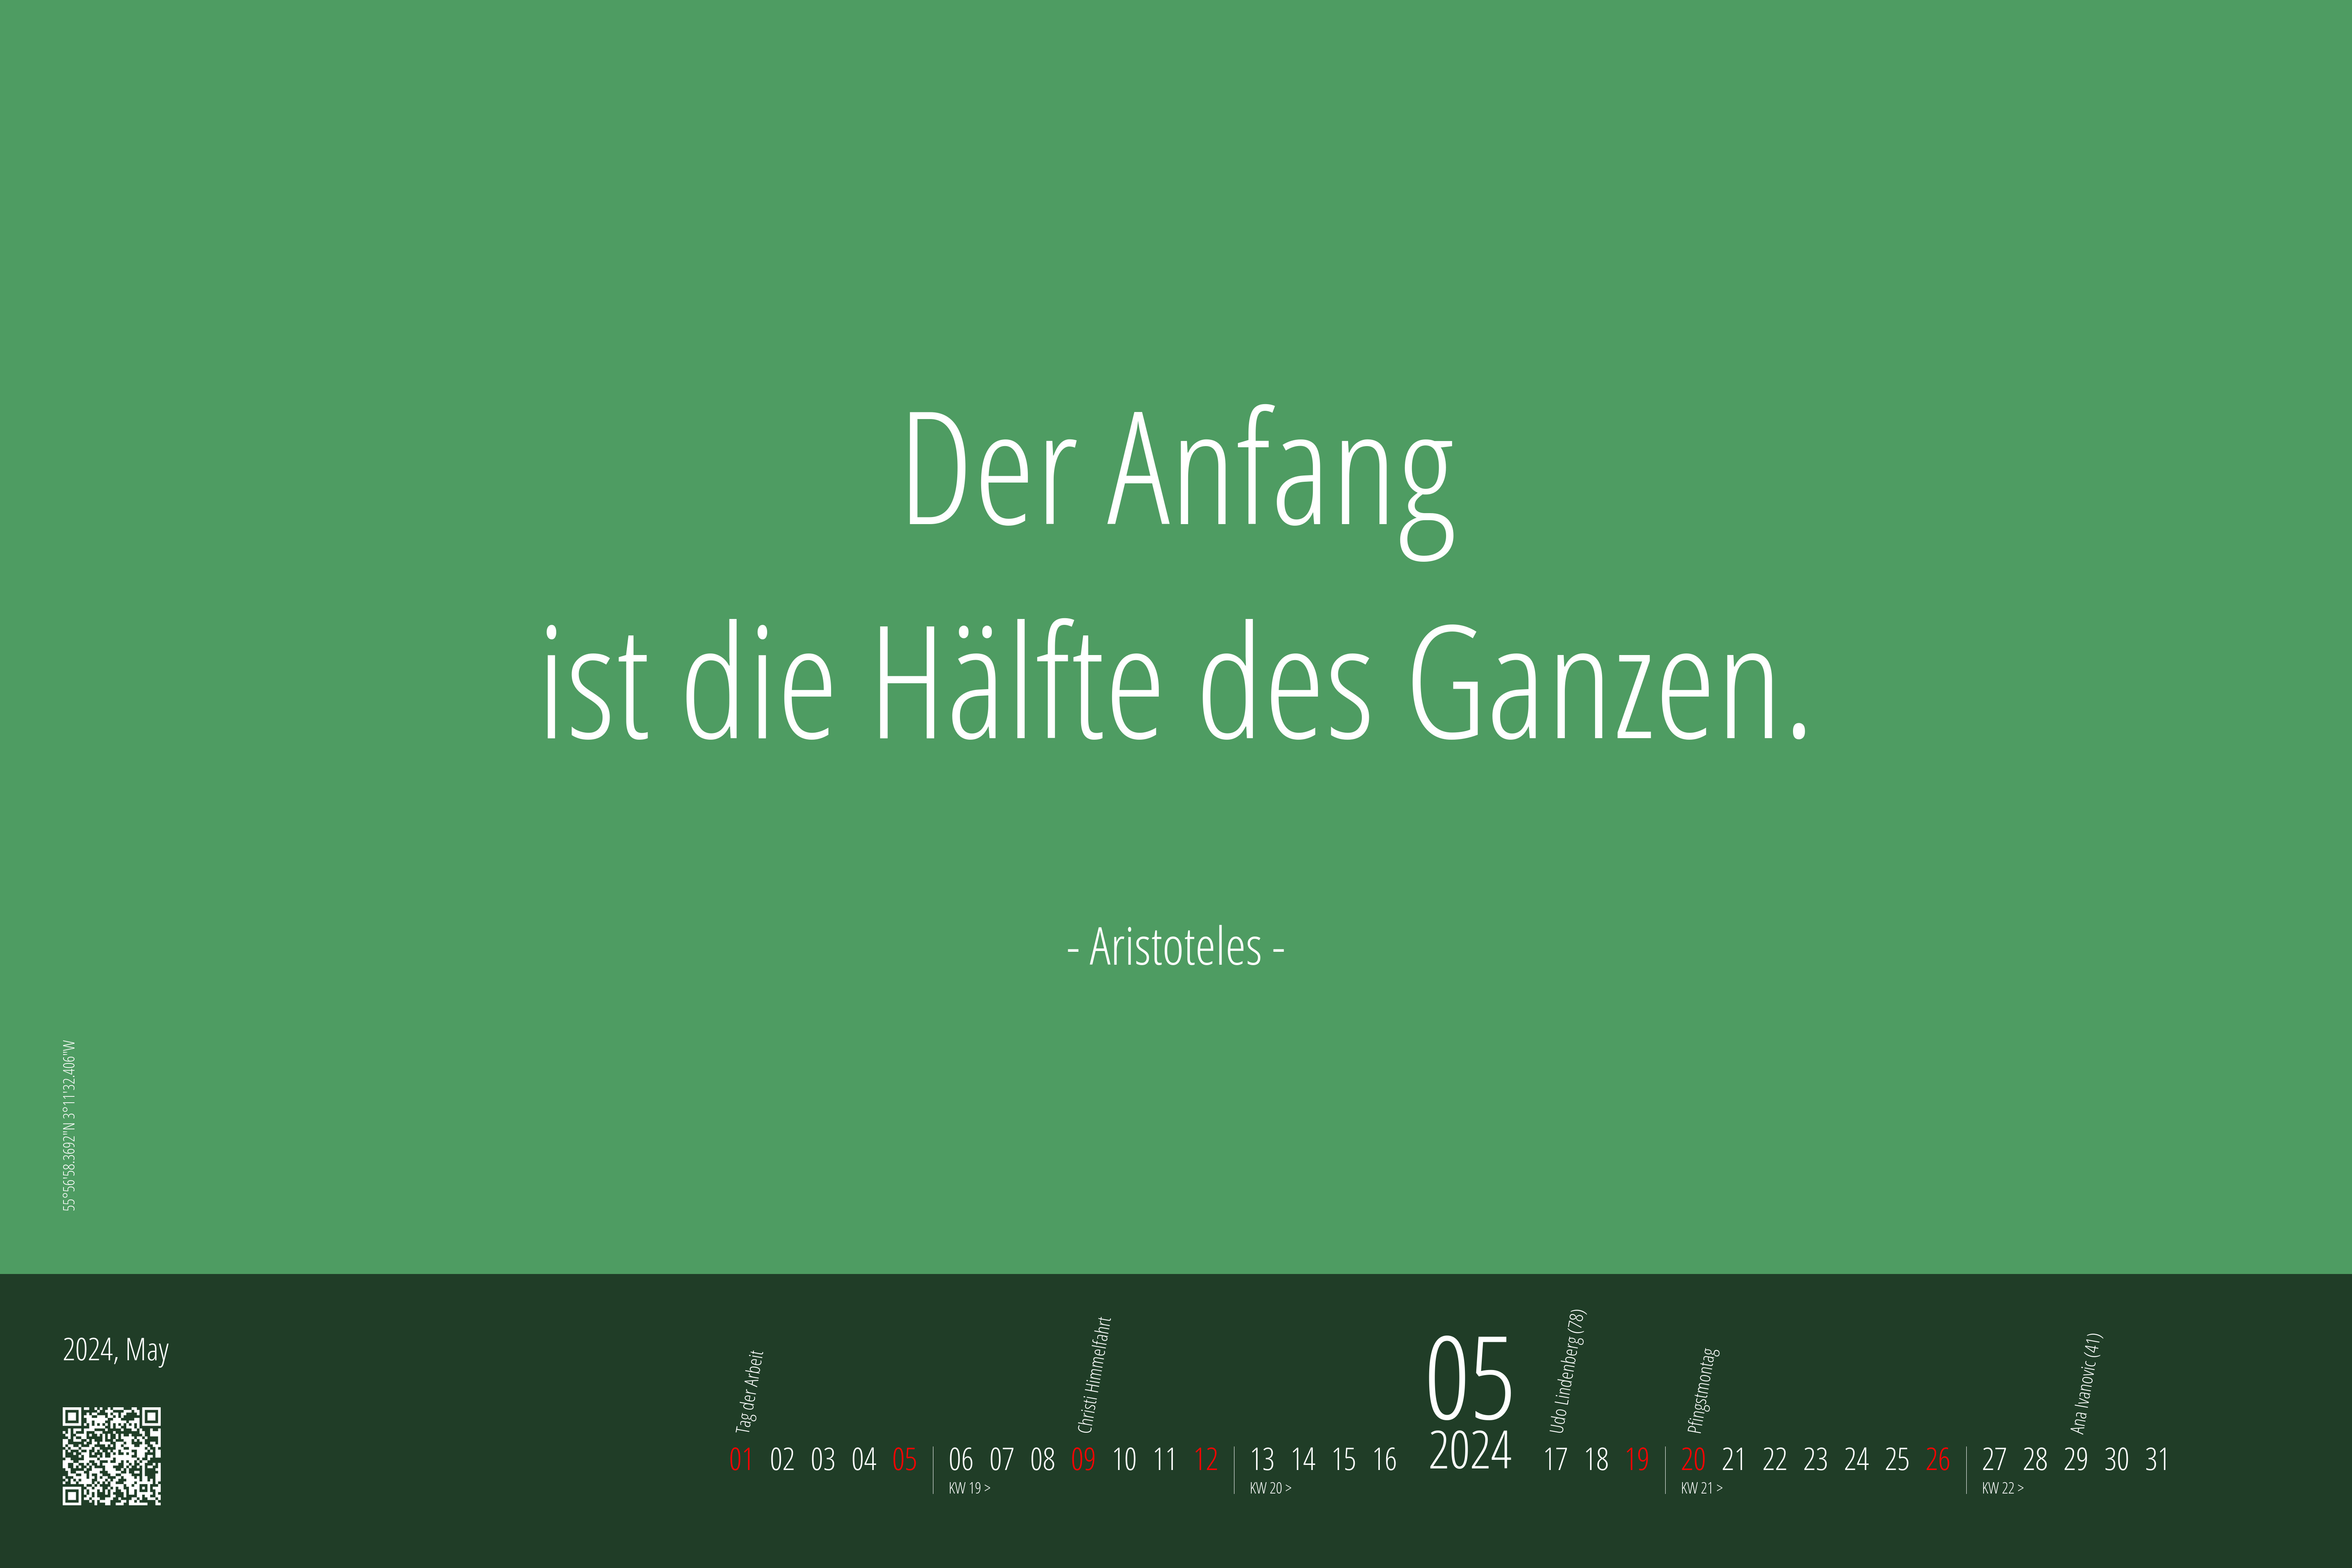 Der Anfang
ist die Hälfte des Ganzen.
- Aristoteles -
55°56'58.3692"N 3°11'32.406"W
2024, May
Tag der Arbeit
Christi Himmelfahrt
05
2024
Udo Lindenberg (78)
Pfingstmontag
Ana Ivanovic (41)
01 02 03 04 05 06 07 08 09 10 11 12 13 14 15 16 17 18 19 20 21 22 23 24 25 26 27 28 29 30 31
KW 19 > KW 20 > KW 21 > KW 22 >